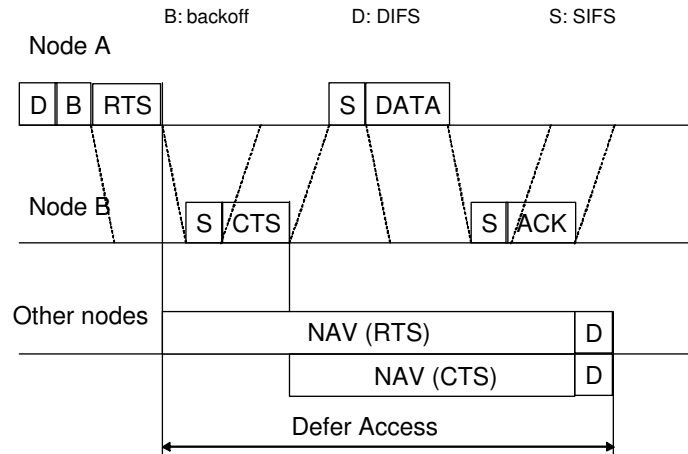 B: backoff D: DIFS S: SIFS
Node A
D B RTS S DATA
Node B
S CTS S ACK
Other nodes
NAV (RTS) D
NAV (CTS) D
Defer Access